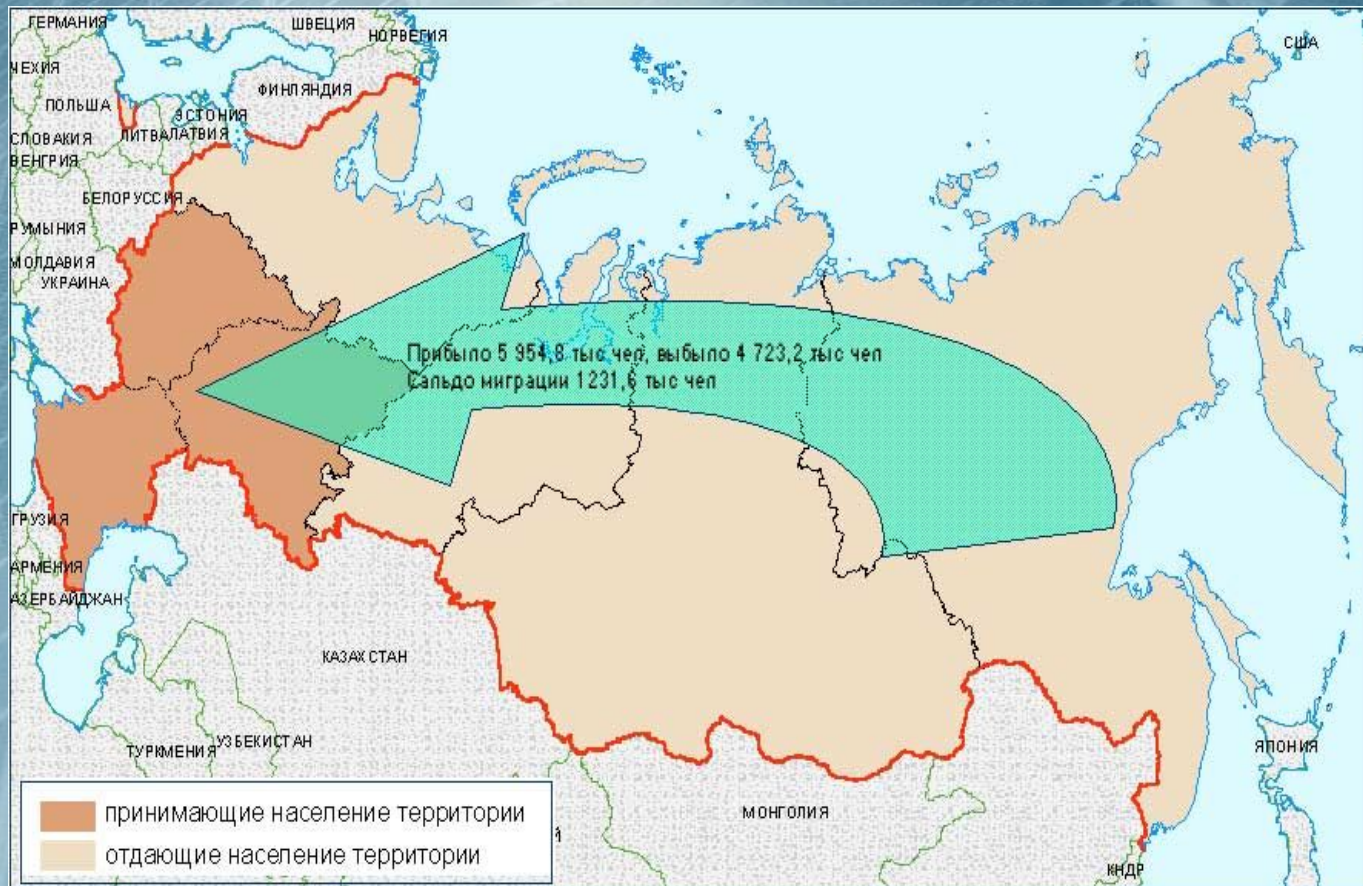 ГЕРМАНИЯ
ШВЕЦИЯ
НОРВЕГИЯ
США
ЧЕХИЯ
ФИНЛЯНДИЯ
ПОЛЬША
ЭСТОНИЯ
СЛОВАКИЯ
ЛИТВА
ЛАТВИЯ
ВЕНГРИЯ
БЕЛОРУССИЯ
РУМЫНИЯ
МОЛДАВИЯ
УКРАИНА
Прибыло 5 954,8 тыс чел, выбыло 4 723,2 тыс чел
Сальдо миграции 1231,6 тыс чел
ГРУЗИЯ
АРМЕНИЯ
АЗЕРБАЙДЖАН
КАЗАХСТАН
ТУРКМЕНИЯ
УЗБЕКИСТАН
ЯПОНИЯ
МОНГОЛИЯ
КНДР
принимающие население территории
отдающие население территории